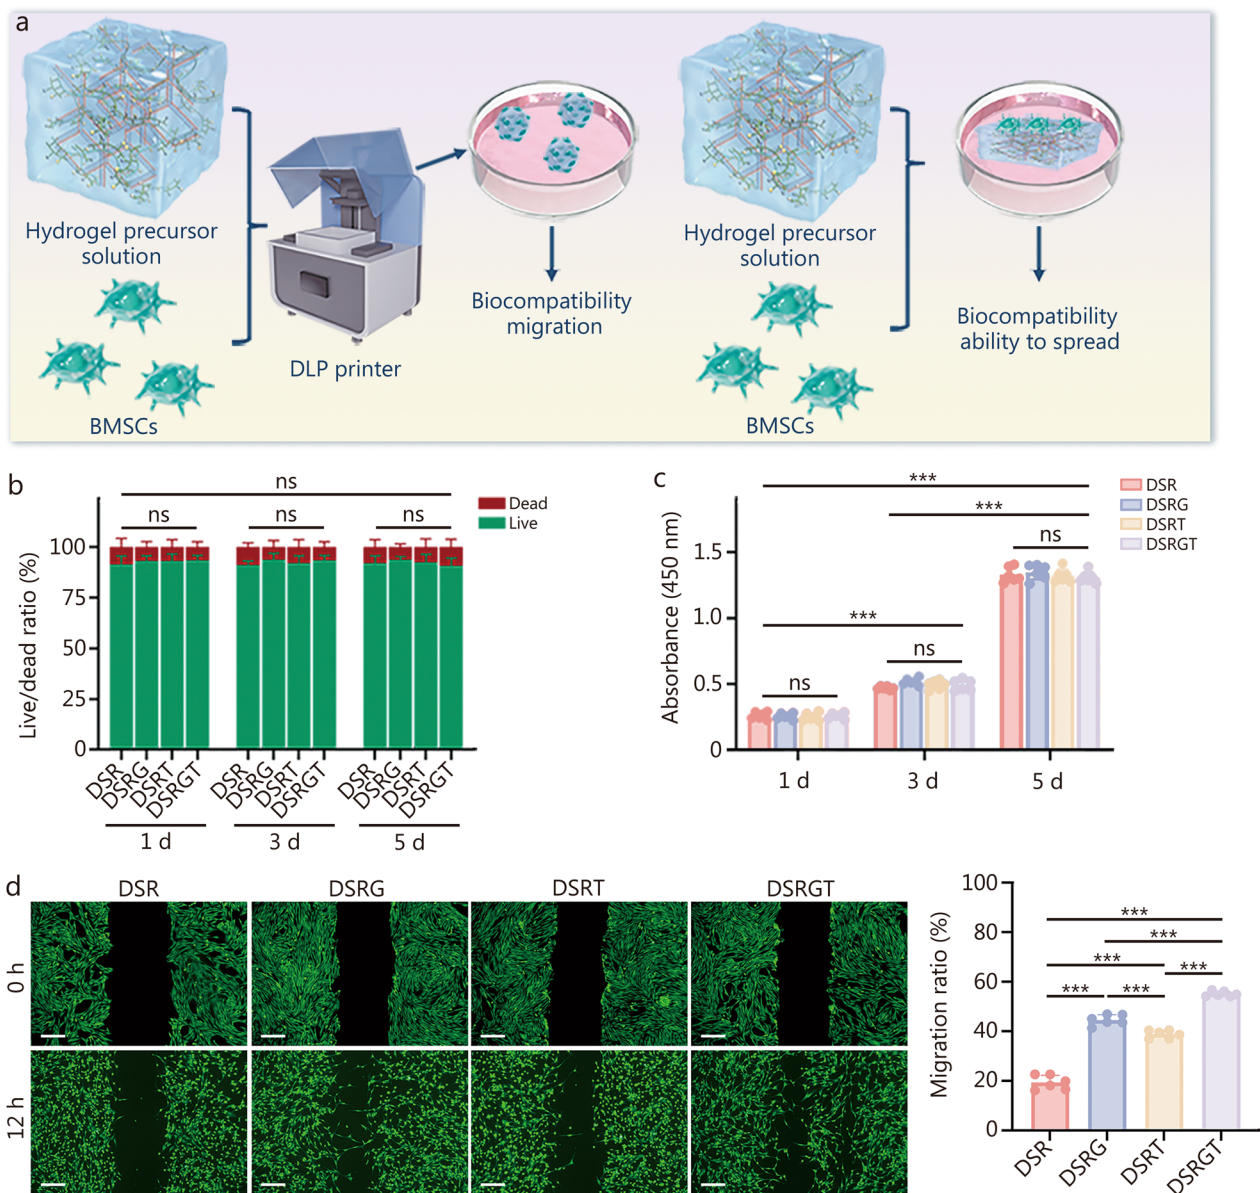 a
Hydrogel precursor
solution
BMSCs
DLP printer
Biocompatibility
migration
Hydrogel precursor
solution
BMSCs
Biocompatibility
ability to spread
b
ns
ns
ns
ns
Dead
Live
Live/dead ratio (%)
100
75
50
25
0
DSR
DSRG
DSRT
DSRGT
DSR
DSRG
DSRT
DSRGT
DSR
DSRG
DSRT
DSRGT
1 d
3 d
5 d
c
***
***
ns
***
ns
ns
DSR
DSRG
DSRT
DSRGT
Absorbance (450 nm)
1.5
1.0
0.5
0
1 d
3 d
5 d
d
DSR
DSRG
DSRT
DSRGT
0 h
12 h
Migration ratio (%)
100
80
60
40
20
0
***
***
***
***
***
***
DSR
DSRG
DSRT
DSRGT